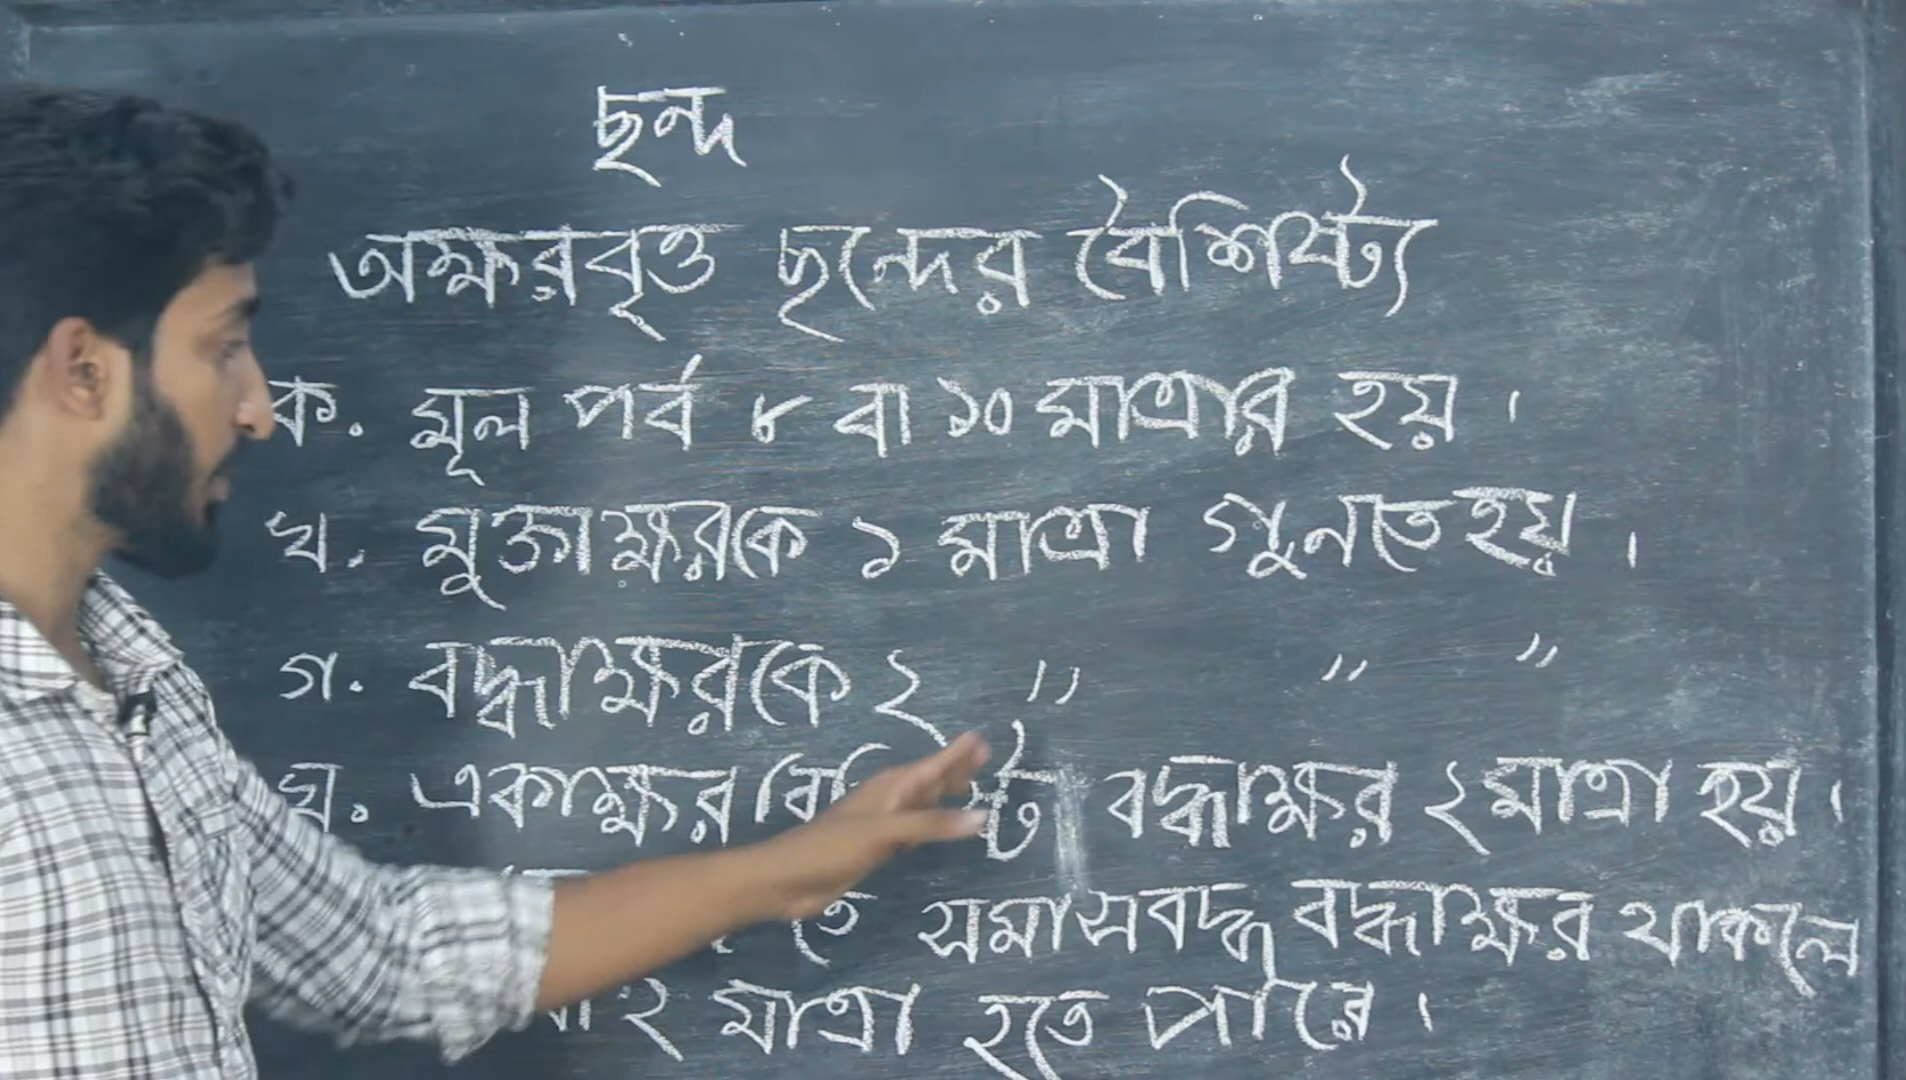 ছন্দ
অক্ষরবৃত্ত ছন্দের বৈশিষ্ট্য
ক. মূল পর্ব ৮ বা ১০ মাত্রার হয়।
খ. মুক্তাক্ষরকে ১ মাত্রা গুনতে হয়।
গ. বদ্ধাক্ষরকে ২ " " "
ঘ. একাক্ষর বদ্ধাক্ষর ২ মাত্রা হয়।
সমাসবদ্ধ বদ্ধাক্ষর থাকলে
২ মাত্রা হতে পারে।